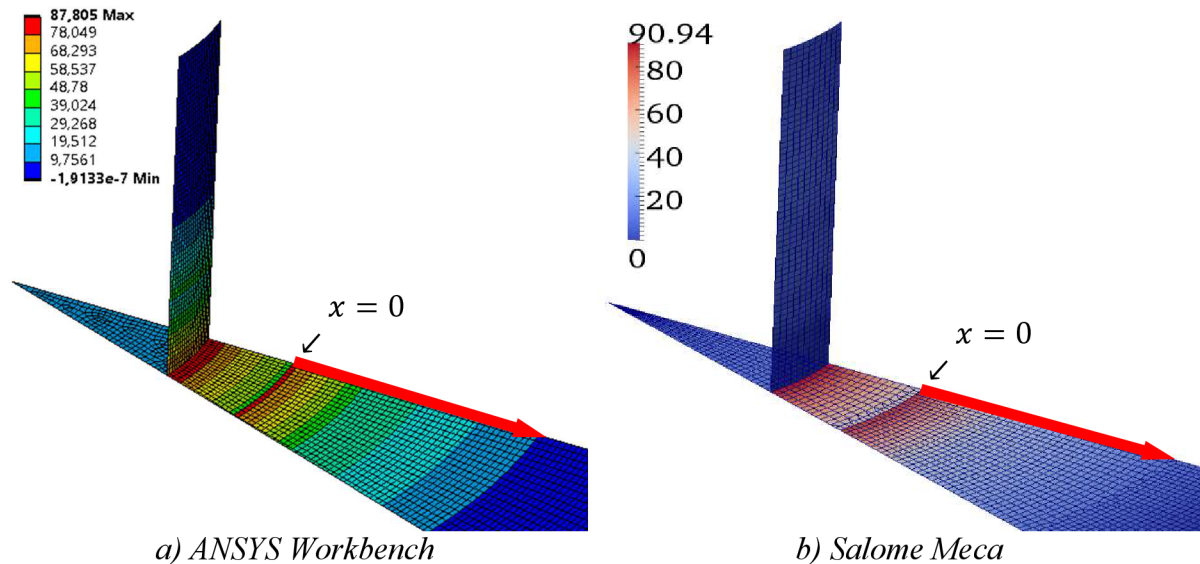 87,805 Max
78,049
68,293
58,537
48,78
39,024
29,268
19,512
9,7561
-1,9133e-7 Min
x = 0
a) ANSYS Workbench
90.94
80
60
40
20
0
x = 0
b) Salome Meca